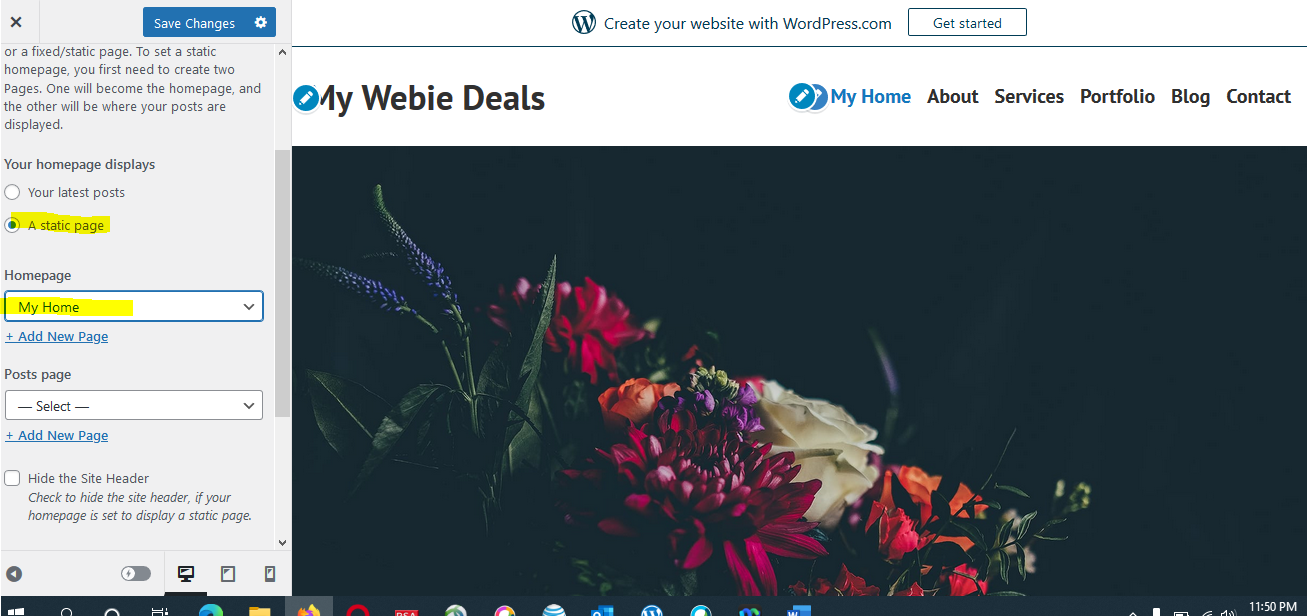 Save Changes
Create your website with WordPress.com
Get started
or a fixed/static page. To set a static
homepage, you first need to create two
Pages. One will become the homepage, and
the other will be where your posts are
displayed.
Your homepage displays
Your latest posts
A static page
Homepage
My Home
+ Add New Page
Posts page
— Select —
+ Add New Page
Hide the Site Header
Check to hide the site header, if your
homepage is set to display a static page.
My Webie Deals
My Home About Services Portfolio Blog Contact
RSA
11:50 PM